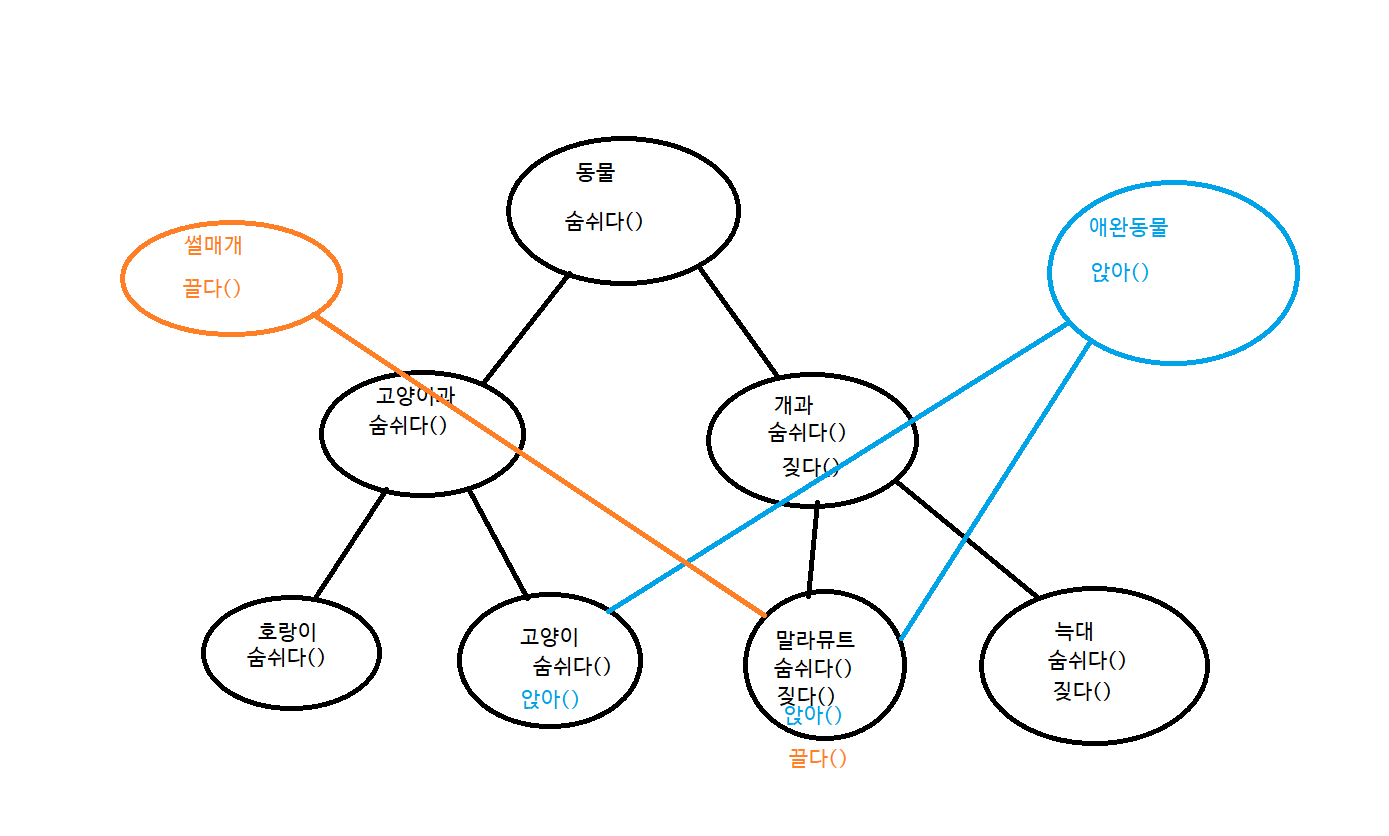 동물
숨쉬다()
썰매개
끌다()
애완동물
앉아()
고양이과
숨쉬다()
개과
숨쉬다()
짖다()
호랑이
숨쉬다()
고양이
숨쉬다()
앉아()
말라뮤트
숨쉬다()
짖다()
앉아()
끌다()
늑대
숨쉬다()
짖다()